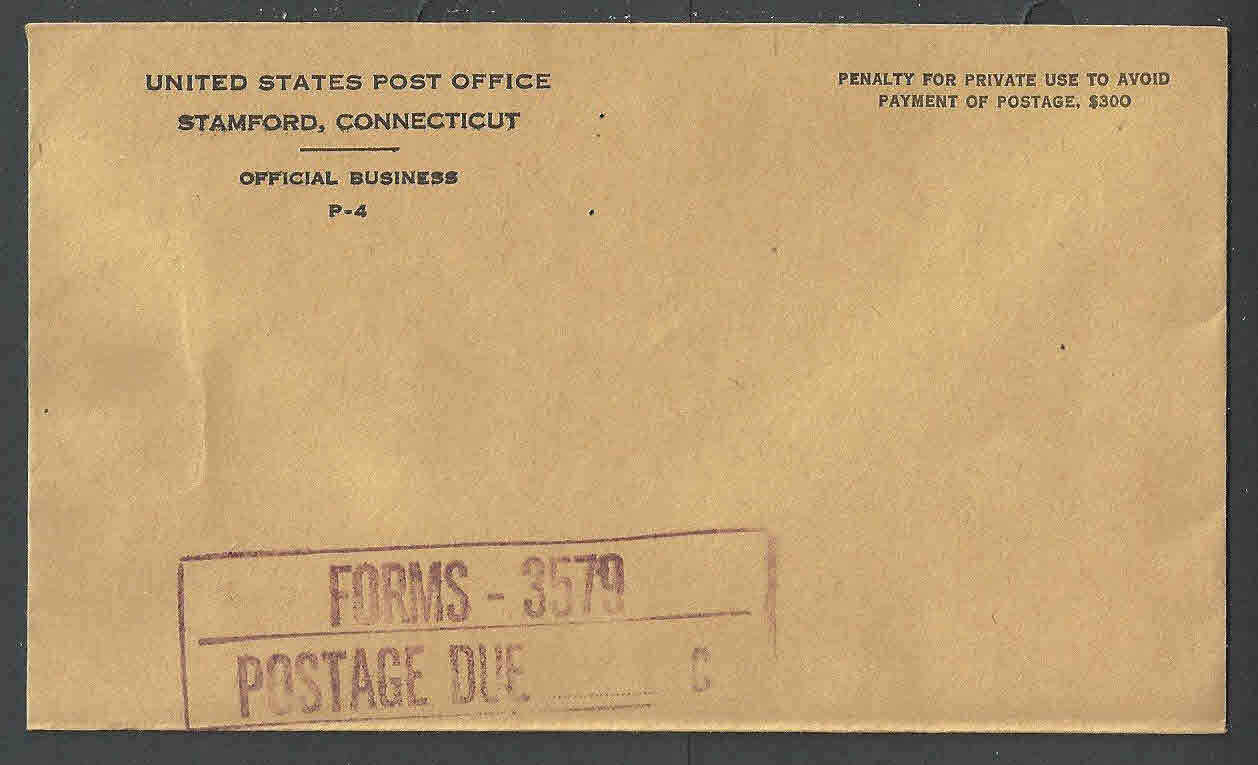 UNITED STATES POST OFFICE
STAMFORD, CONNECTICUT
OFFICIAL BUSINESS
P-4
PENALTY FOR PRIVATE USE TO AVOID
PAYMENT OF POSTAGE, $300
FORMS - 3579
POSTAGE DUE ............ C